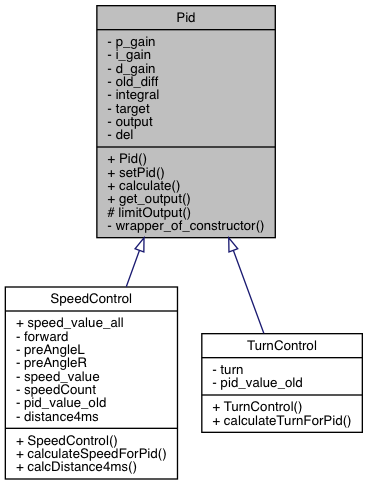 Pid
- p_gain
- i_gain
- d_gain
- old_diff
- integral
- target
- output
- del
+ Pid()
+ setPid()
+ calculate()
+ get_output()
# limitOutput()
- wrapper_of_constructor()
SpeedControl
+ speed_value_all
- forward
- preAngleL
- preAngleR
- speed_value
- speedCount
- pid_value_old
- distance4ms
+ SpeedControl()
+ calculateSpeedForPid()
+ calcDistance4ms()
TurnControl
- turn
- pid_value_old
+ TurnControl()
+ calculateTurnForPid()